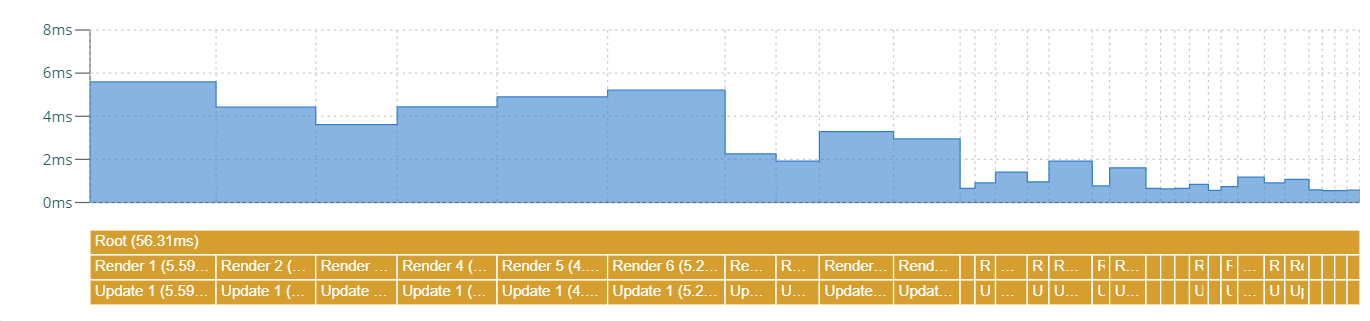 8ms
6ms
4ms
2ms
0ms
Root (56.31ms)
Render 1 (5.59... Render 2 (... Render ... Render 4 (... Render 5 (4.... Render 6 (5.2... Re... R... Render... Rend... R ... R R... R R... R R ... R Re
Update 1 (5.59... Update 1 (... Update ... Update 1 (... Update 1 (4.... Update 1 (5.2... Up... U... Update... Updat... U ... U U... U U... U U ... U Up